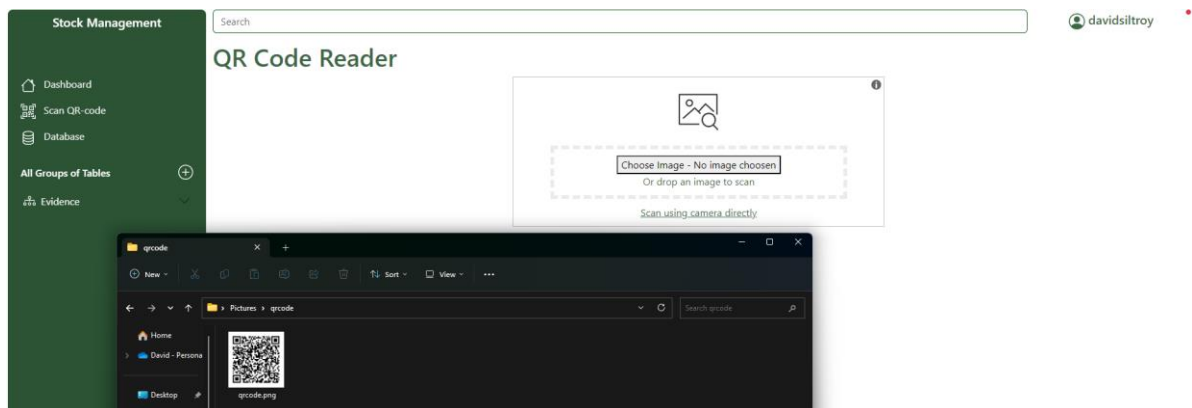 Stock Management
Search
davidsiltroy
QR Code Reader
Dashboard
Scan QR-code
Database
All Groups of Tables
Evidence
Choose Image - No image choosen
Or drop an image to scan
Scan using camera directly
qrcode
New
Sort
View
Pictures > qrcode
Search qrcode
Home
David - Persona
Desktop
qrcode.png